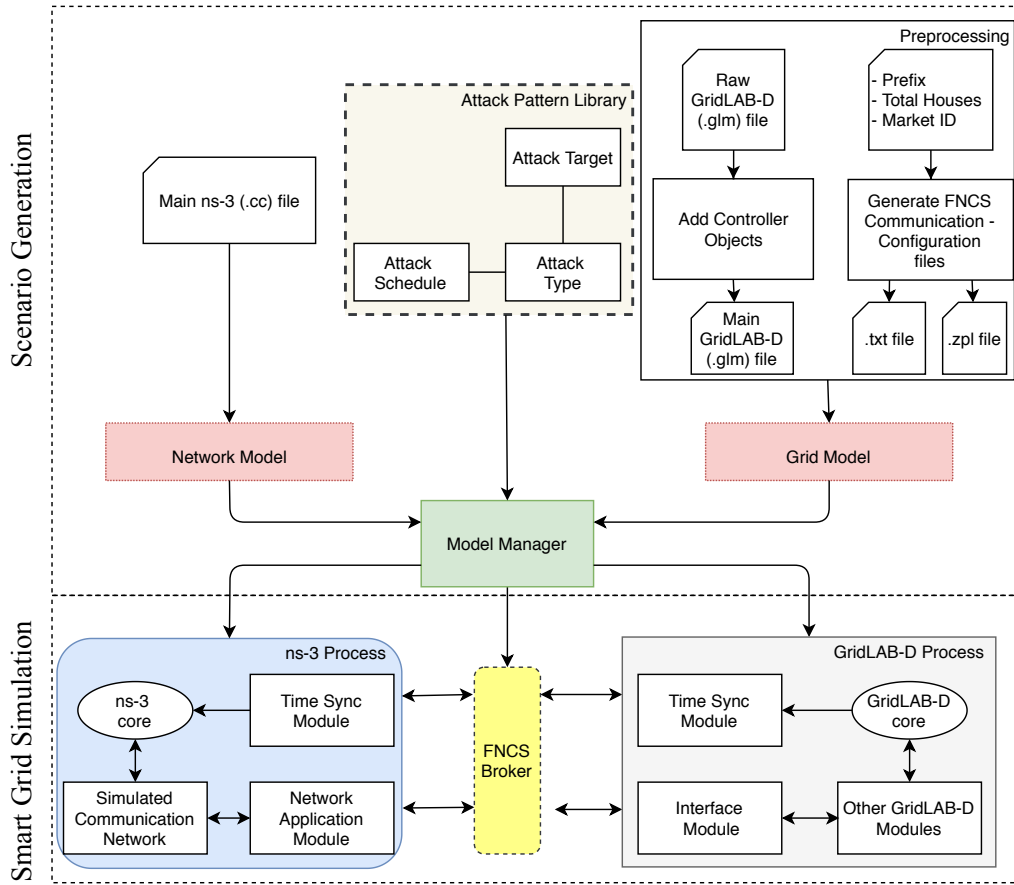 Scenario Generation
Preprocessing
Raw
GridLAB-D
(.glm) file
- Prefix
- Total Houses
- Market ID
Attack Pattern Library
Attack Target
Main ns-3 (.cc) file
Add Controller
Objects
Generate FNCS
Communication -
Configuration
files
Attack
Schedule
Attack
Type
Main
GridLAB-D
(.glm) file
.txt file
.zpl file
Network Model
Grid Model
Model Manager
Smart Grid Simulation
ns-3 Process
ns-3
core
Time Sync
Module
Simulated
Communication
Network
Network
Application
Module
FNCS
Broker
GridLAB-D Process
Time Sync
Module
GridLAB-D
core
Interface
Module
Other GridLAB-D
Modules